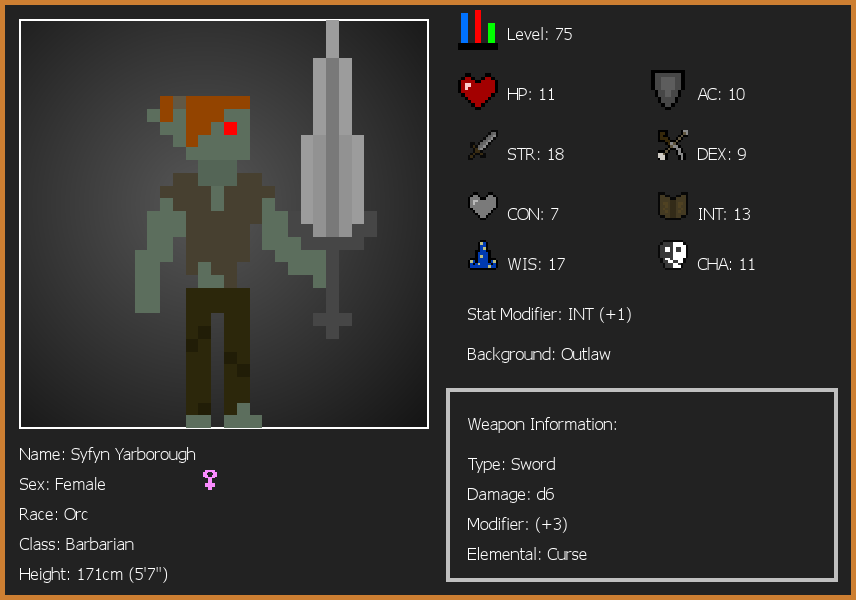 Level: 75
HP: 11
AC: 10
STR: 18
DEX: 9
CON: 7
INT: 13
WIS: 17
CHA: 11
Stat Modifier: INT (+1)
Background: Outlaw
Weapon Information:
Type: Sword
Damage: d6
Modifier: (+3)
Elemental: Curse
Name: Syfyn Yarborough
Sex: Female
Race: Orc
Class: Barbarian
Height: 171cm (5'7")